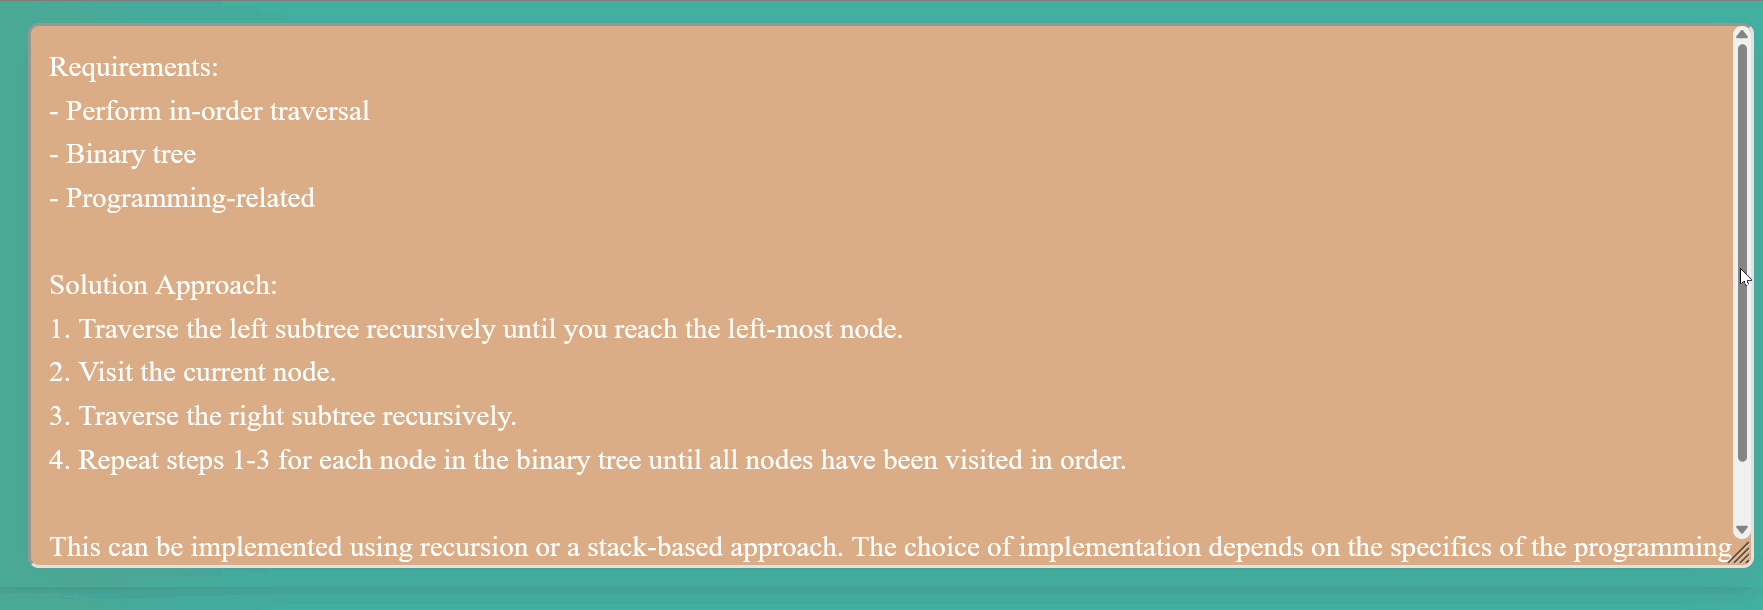 Requirements:
- Perform in-order traversal
- Binary tree
- Programming-related
Solution Approach:
1. Traverse the left subtree recursively until you reach the left-most node.
2. Visit the current node.
3. Traverse the right subtree recursively.
4. Repeat steps 1-3 for each node in the binary tree until all nodes have been visited in order.
This can be implemented using recursion or a stack-based approach. The choice of implementation depends on the specifics of the programming